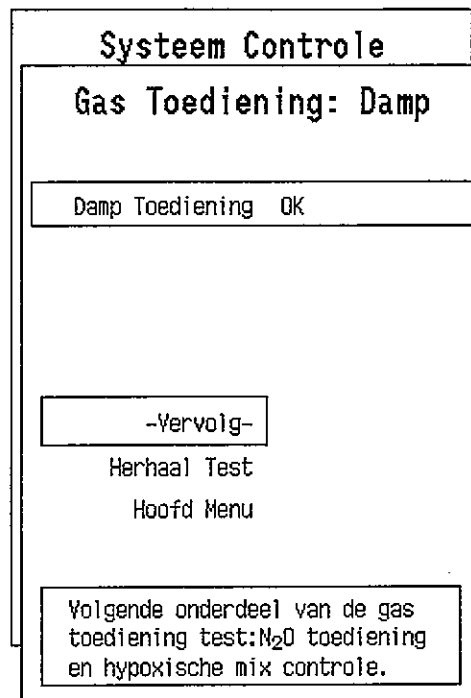 Systeem Controle
Gas Toediening: Damp
Damp Toediening OK
-Vervolg-
Herhaal Test
Hoofd Menu
Volgende onderdeel van de gas
toediening test:N₂O toediening
en hypoxische mix controle.